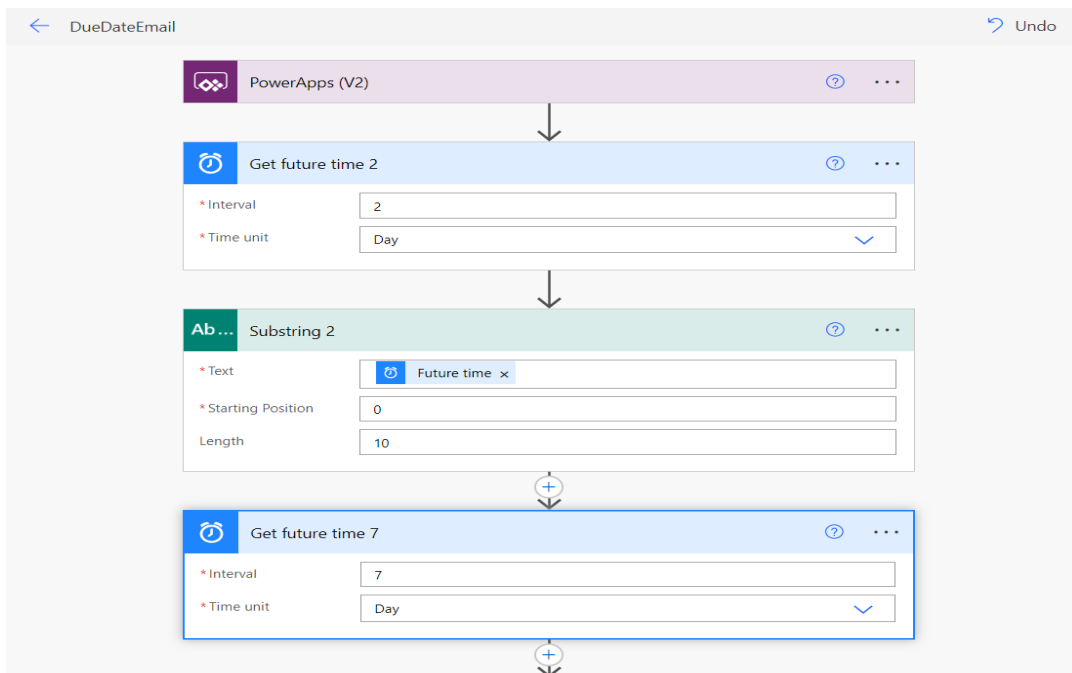 DueDateEmail Undo
PowerApps (V2)
Get future time 2
* Interval 2
* Time unit Day
Ab... Substring 2
* Text Future time ×
* Starting Position 0
Length 10
Get future time 7
* Interval 7
* Time unit Day